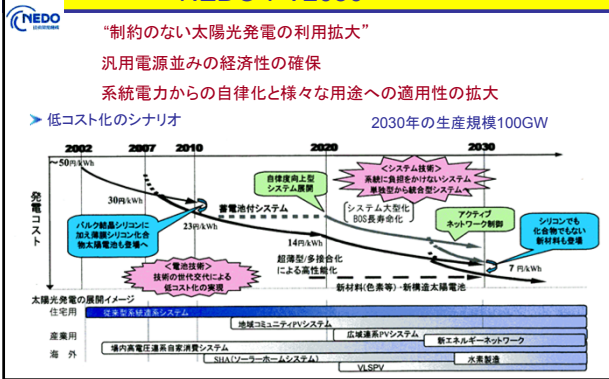 NEDO
“制約のない太陽光発電の利用拡大”
汎用電源並みの経済性の確保
系統電力からの自律化と様々な用途への適用性の拡大
➤ 低コスト化のシナリオ
2030年の生産規模100GW
2002 2007 2010 2020 2030
~50円/kWh
発電コスト
30円/kWh
23円/kWh
14円/kWh
7 円/kWh
バルク結晶シリコンに
加え薄膜シリコン化合
物太陽電池も登場へ
蓄電池付システム
自律度向上型
システム展開
<システム技術>
系統に負担をかけないシステム
単独型から統合型システムへ
システム大型化
BOS長寿命化
アクティブ
ネットワーク制御
シリコンでも
化合物でもない
新材料も登場
<電池技術>
技術の世代交代による
低コスト化の実現
超薄型/多接合化
による高性能化
新材料(色素等)・新構造太陽電池
太陽光発電の展開イメージ
住宅用
産業用
海 外
従来型系統連系システム
地域コミュニティPVシステム
広域連系PVシステム
新エネルギーネットワーク
場内高電圧連系自家消費システム
SHA(ソーラーホームシステム)
水素製造
VLSPV